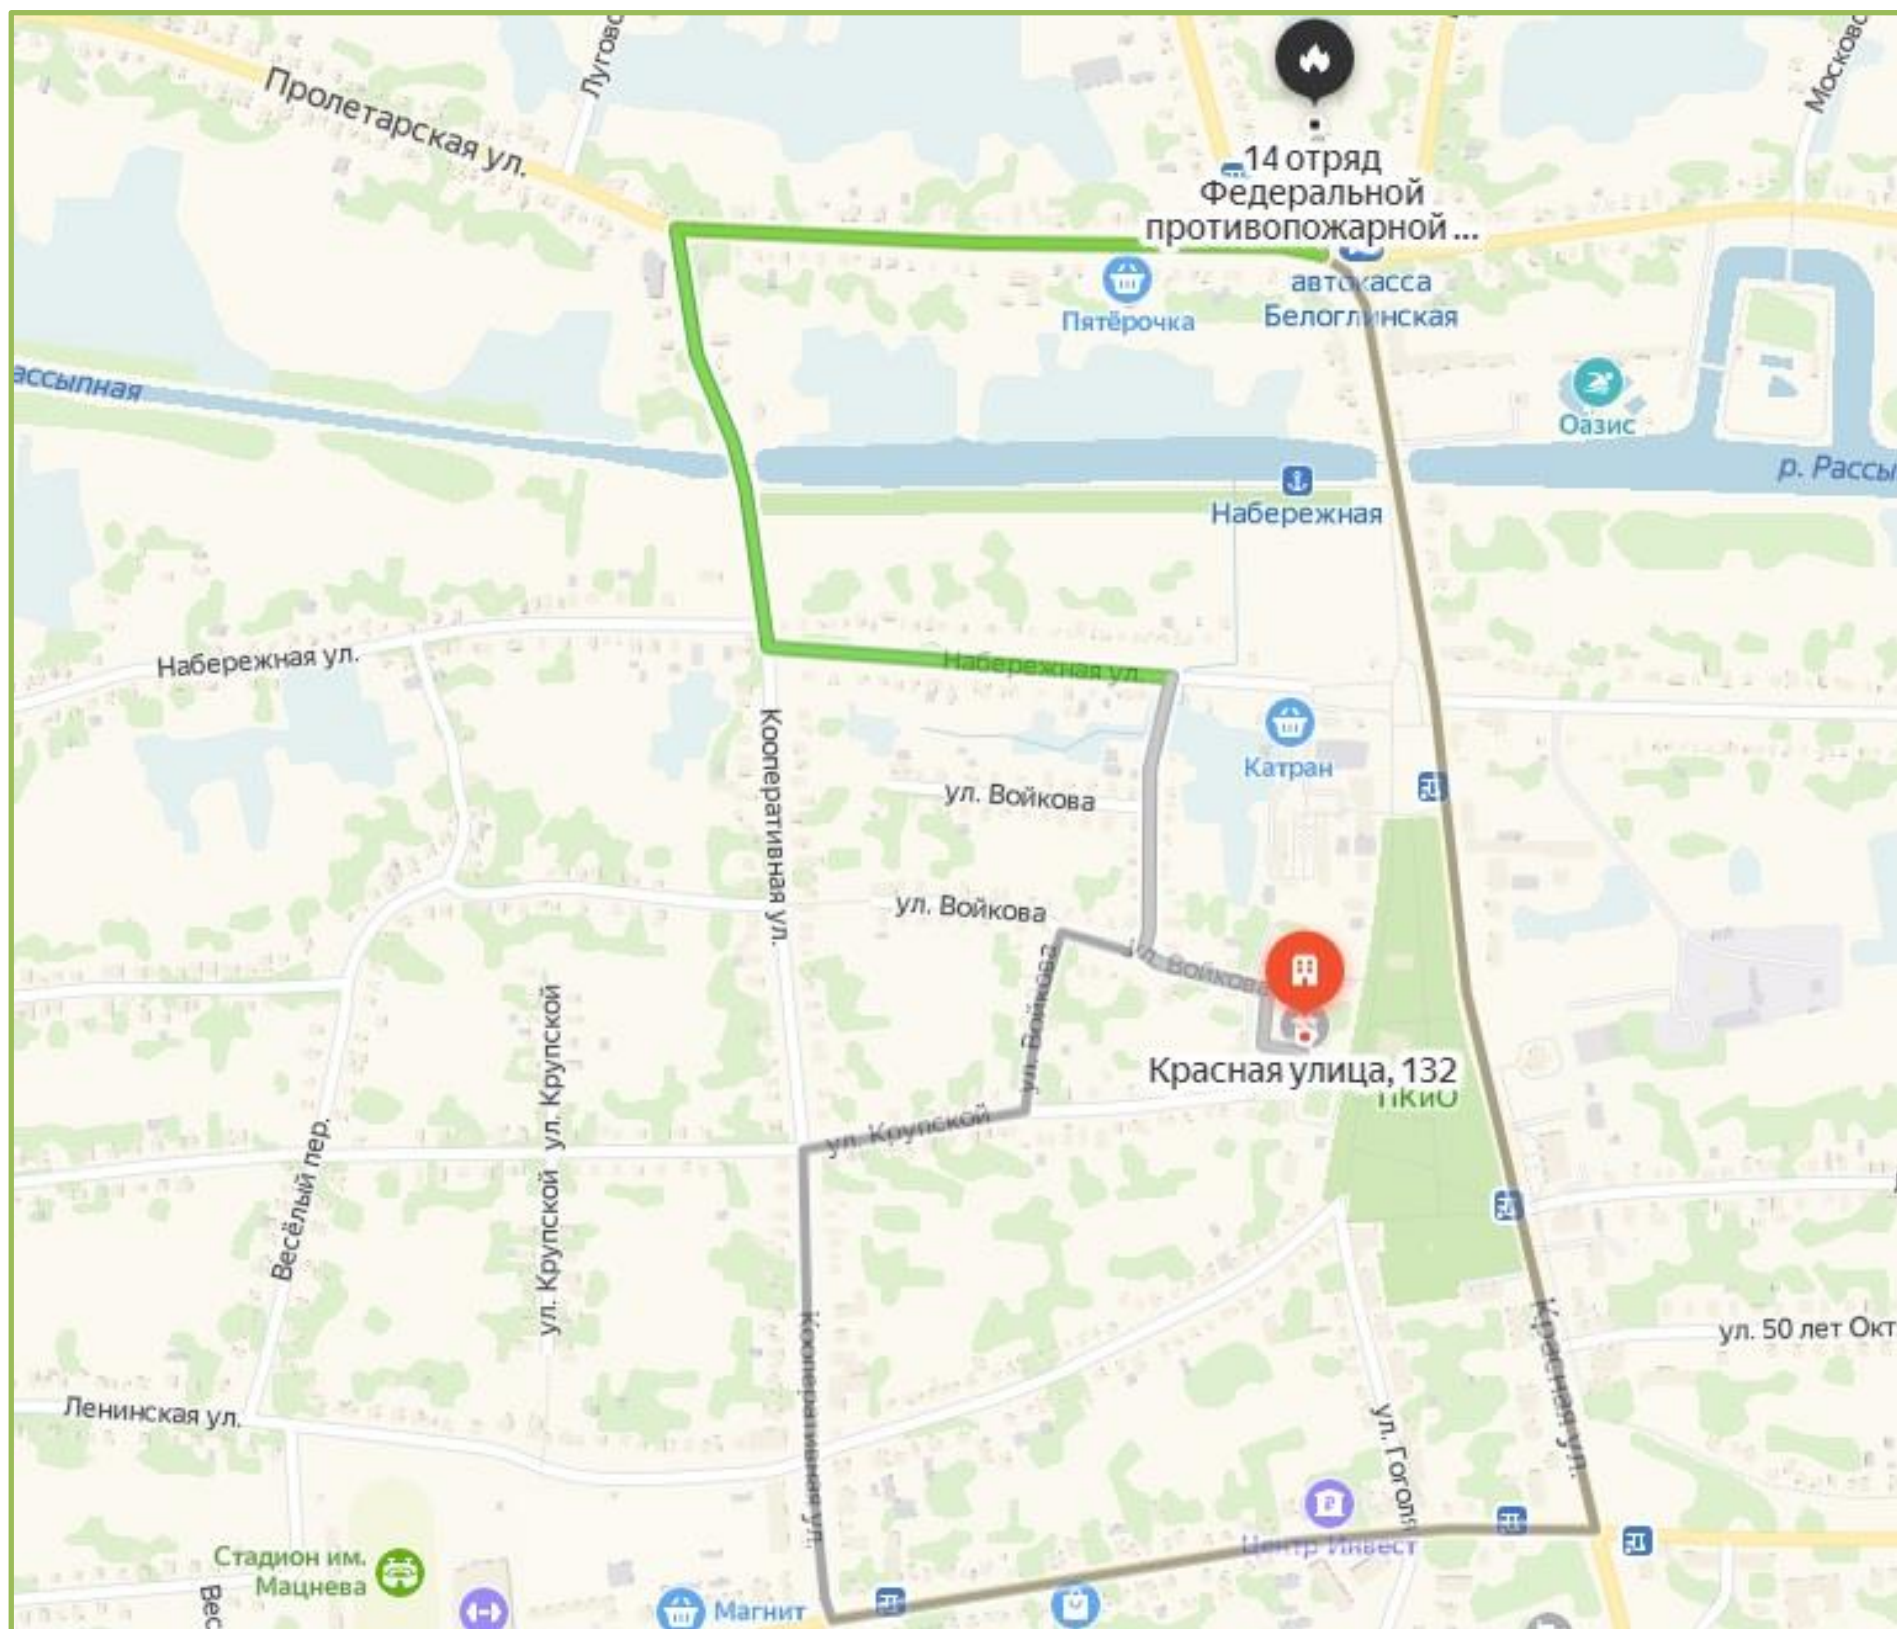 Лугово
Московс
Пролетарская ул.
14 отряд
Федеральной
противопожарной ...
автокасса
Белоглинская
Пятёрочка
ассыпная
Оазис
р. Рассы
Набережная
Набережная ул.
Набережная ул
Катран
Кооперативная ул.
ул. Войкова
ул. Войкова
ул. Войкова
ул. Войкова
Красная улица, 132
ПКиО
ул. Крупской
ул. Крупской
ул. Крупской
Весёлый пер.
Кооперативная ул.
Красная ул.
ул. 50 лет Окт
Ленинская ул.
ул. Гоголя
Центр Инвест
Стадион им.
Мацнева
Вес
Магнит